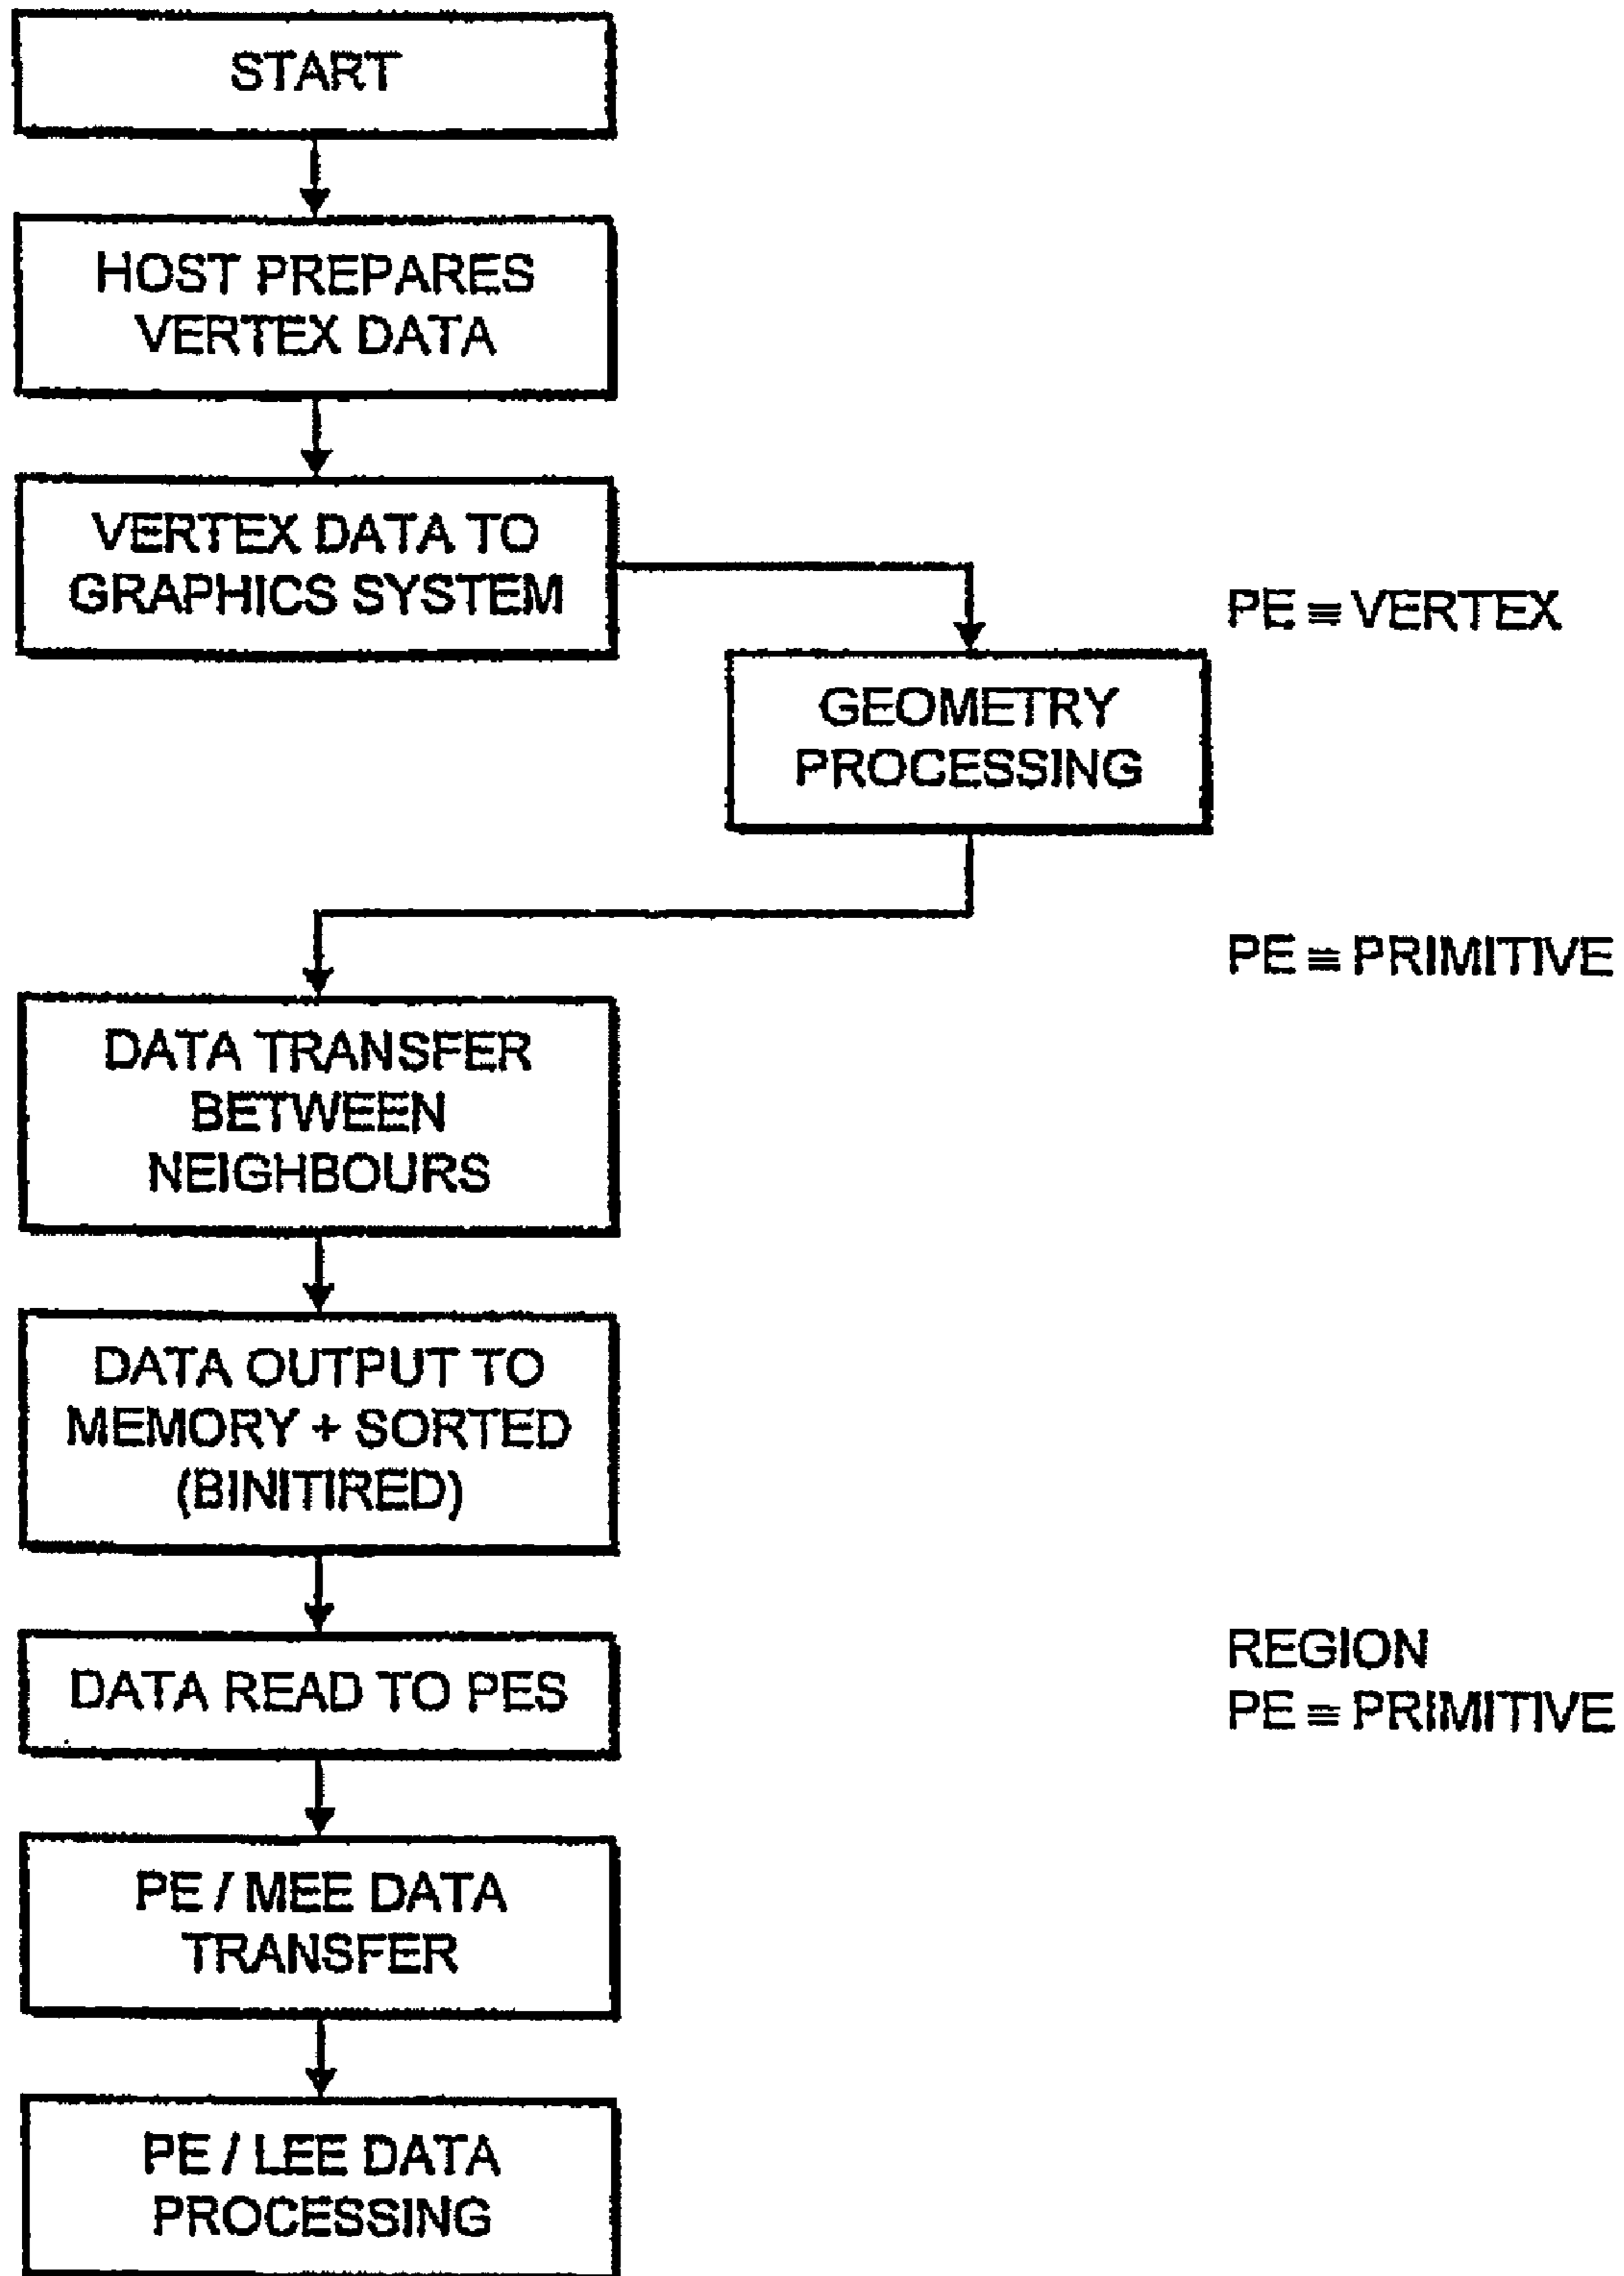 START
HOST PREPARES
VERTEX DATA
VERTEX DATA TO
GRAPHICS SYSTEM
PE ≡ VERTEX
GEOMETRY
PROCESSING
PE ≡ PRIMITIVE
DATA TRANSFER
BETWEEN
NEIGHBOURS
DATA OUTPUT TO
MEMORY + SORTED
(BINITIRED)
DATA READ TO PES
REGION
PE ≡ PRIMITIVE
PE / MEE DATA
TRANSFER
PE / LEE DATA
PROCESSING